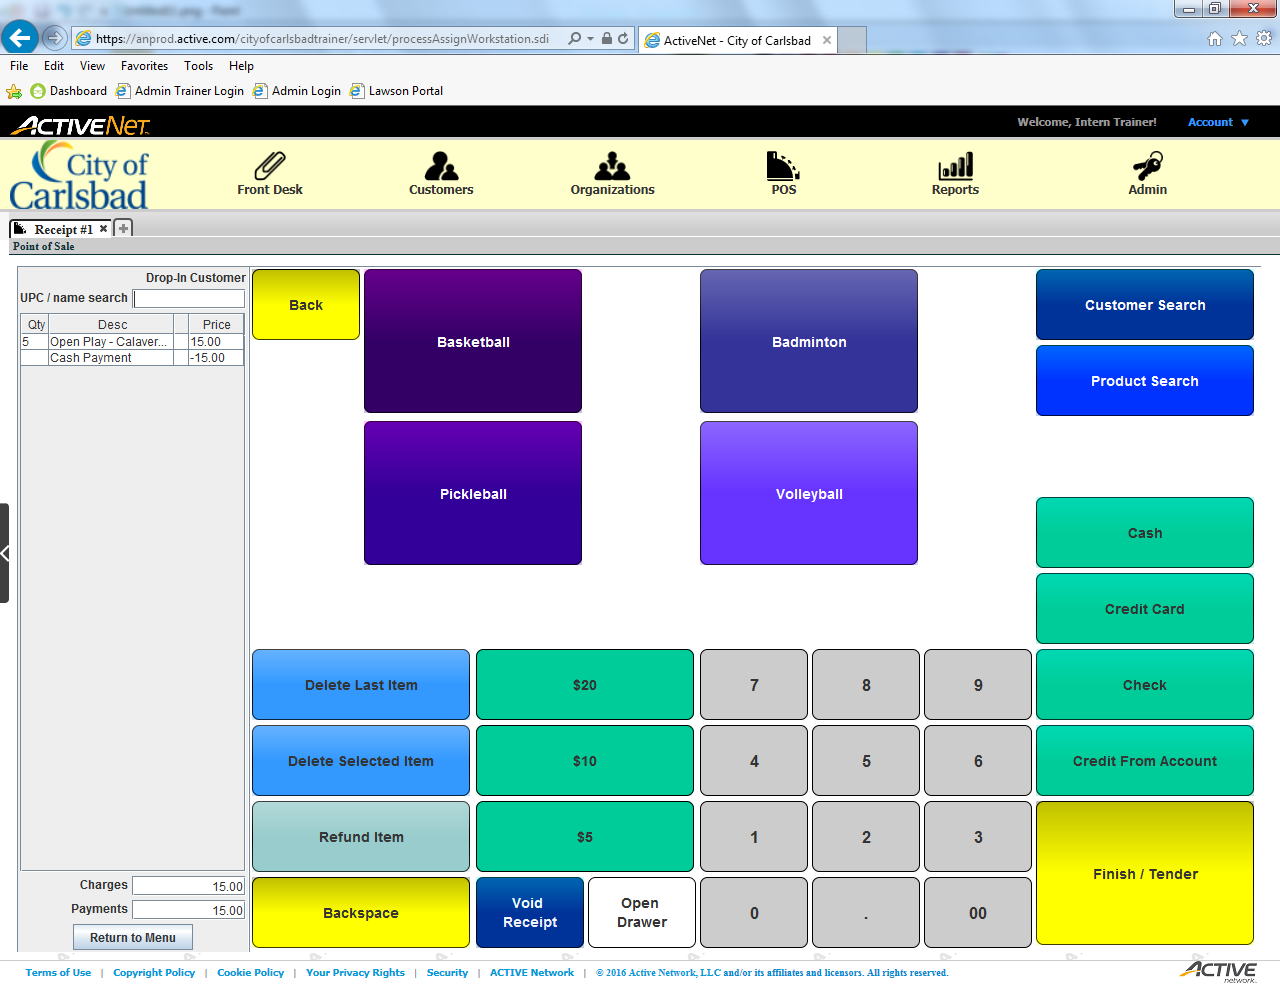 https://anprod.active.com/cityofcarlsbadtrainer/servlet/processAssignWorkstation.sdi
ActiveNet - City of Carlsbad
File Edit View Favorites Tools Help
Dashboard Admin Trainer Login Admin Login Lawson Portal
ACTIVENET
Welcome, Intern Trainer! Account
City of
Carlsbad
Front Desk Customers Organizations POS Reports Admin
Receipt #1
Point of Sale
Drop-In Customer
UPC / name search
Qty Desc Price
5 Open Play - Calaver... 15.00
Cash Payment -15.00
Charges 15.00
Payments 15.00
Return to Menu
Back
Basketball
Badminton
Customer Search
Product Search
Pickleball
Volleyball
Cash
Credit Card
Delete Last Item $20 7 8 9 Check
Delete Selected Item $10 4 5 6 Credit From Account
Refund Item $5 1 2 3
Finish / Tender
Backspace
Void
Receipt
Open
Drawer
0 . 00
Terms of Use | Copyright Policy | Cookie Policy | Your Privacy Rights | Security | ACTIVE Network | © 2016 Active Network, LLC and/or its affiliates and licensors. All rights reserved.
ACTIVE
network